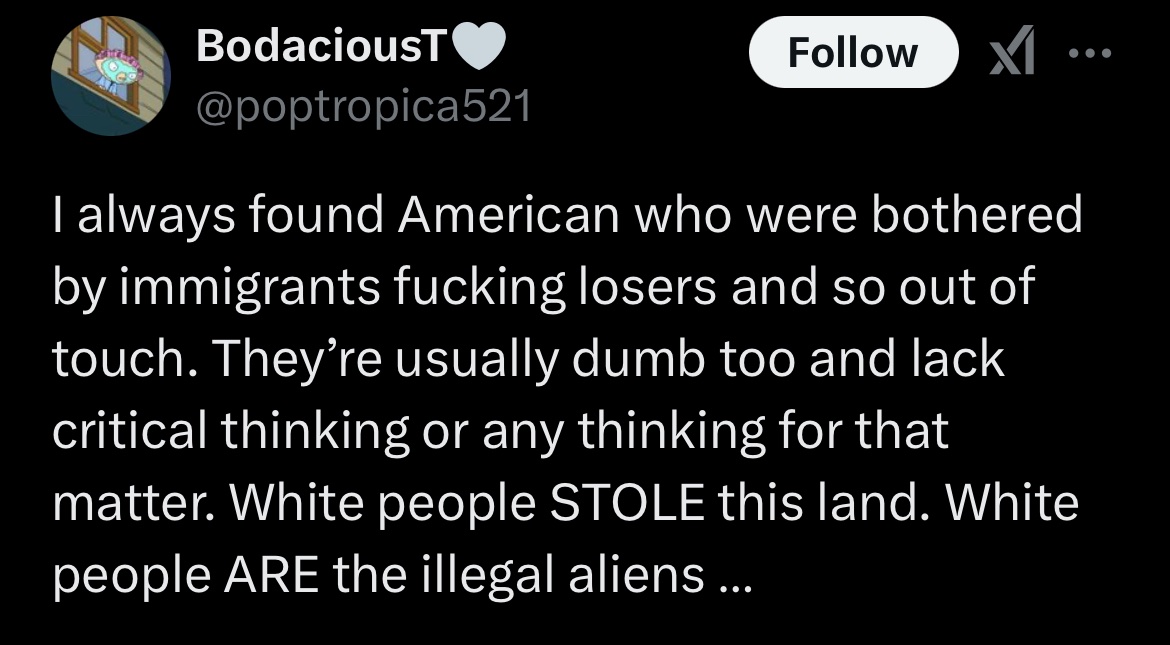 BodaciousT🤍
Follow
@poptropica521
I always found American who were bothered
by immigrants fucking losers and so out of
touch. They’re usually dumb too and lack
critical thinking or any thinking for that
matter. White people STOLE this land. White
people ARE the illegal aliens ...